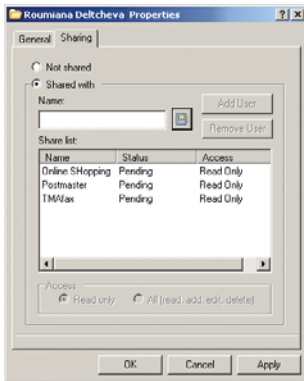 Roumiana Deltcheva Properties
General Sharing
Not shared
Shared with
Name:
Add User
Remove User
Share list:
Name Status Access
Online SHopping Pending Read Only
Postmaster Pending Read Only
TMAfax Pending Read Only
Access
Read only All (read, add, edit, delete)
OK Cancel Apply